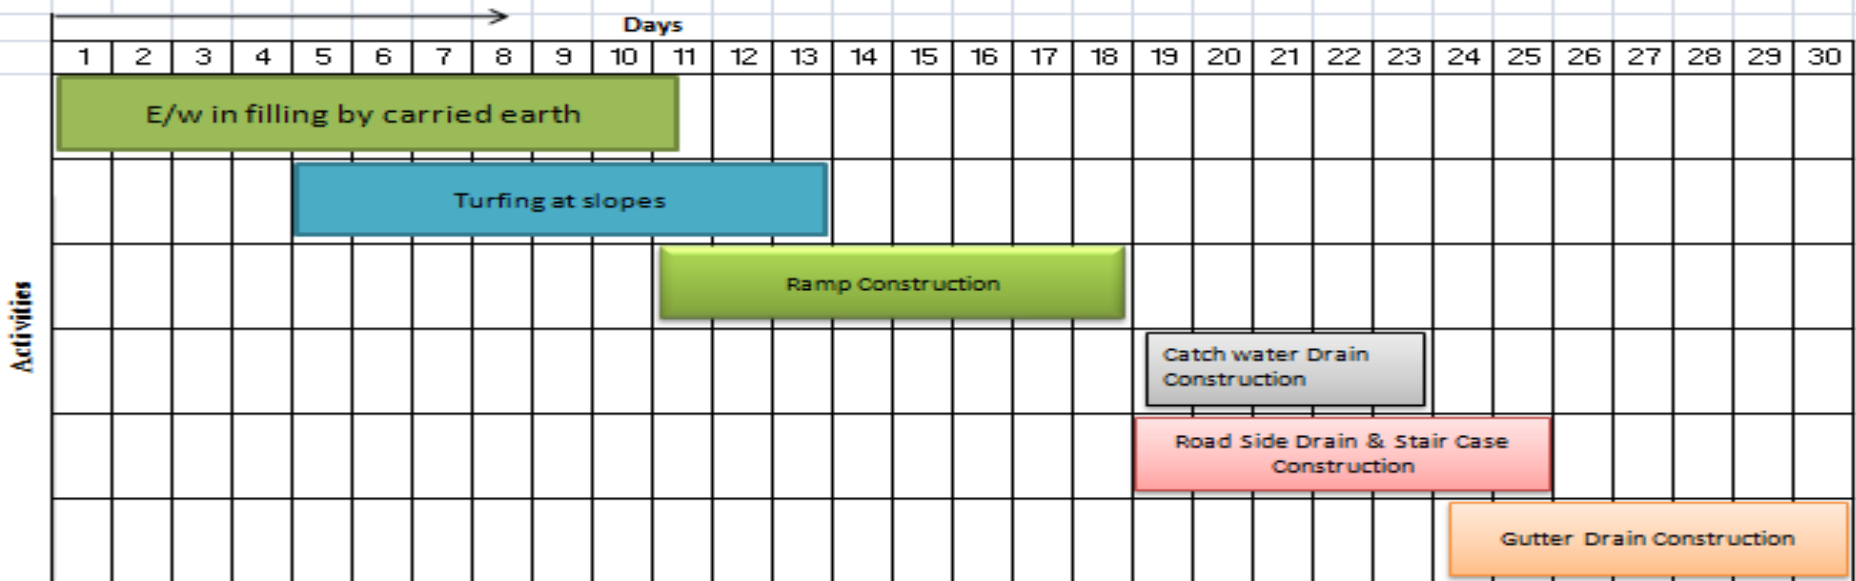 Days
1 2 3 4 5 6 7 8 9 10 11 12 13 14 15 16 17 18 19 20 21 22 23 24 25 26 27 28 29 30
E/w in filling by carried earth
Turfing at slopes
Ramp Construction
Activities
Catch water Drain
Construction
Road Side Drain & Stair Case
Construction
Gutter Drain Construction